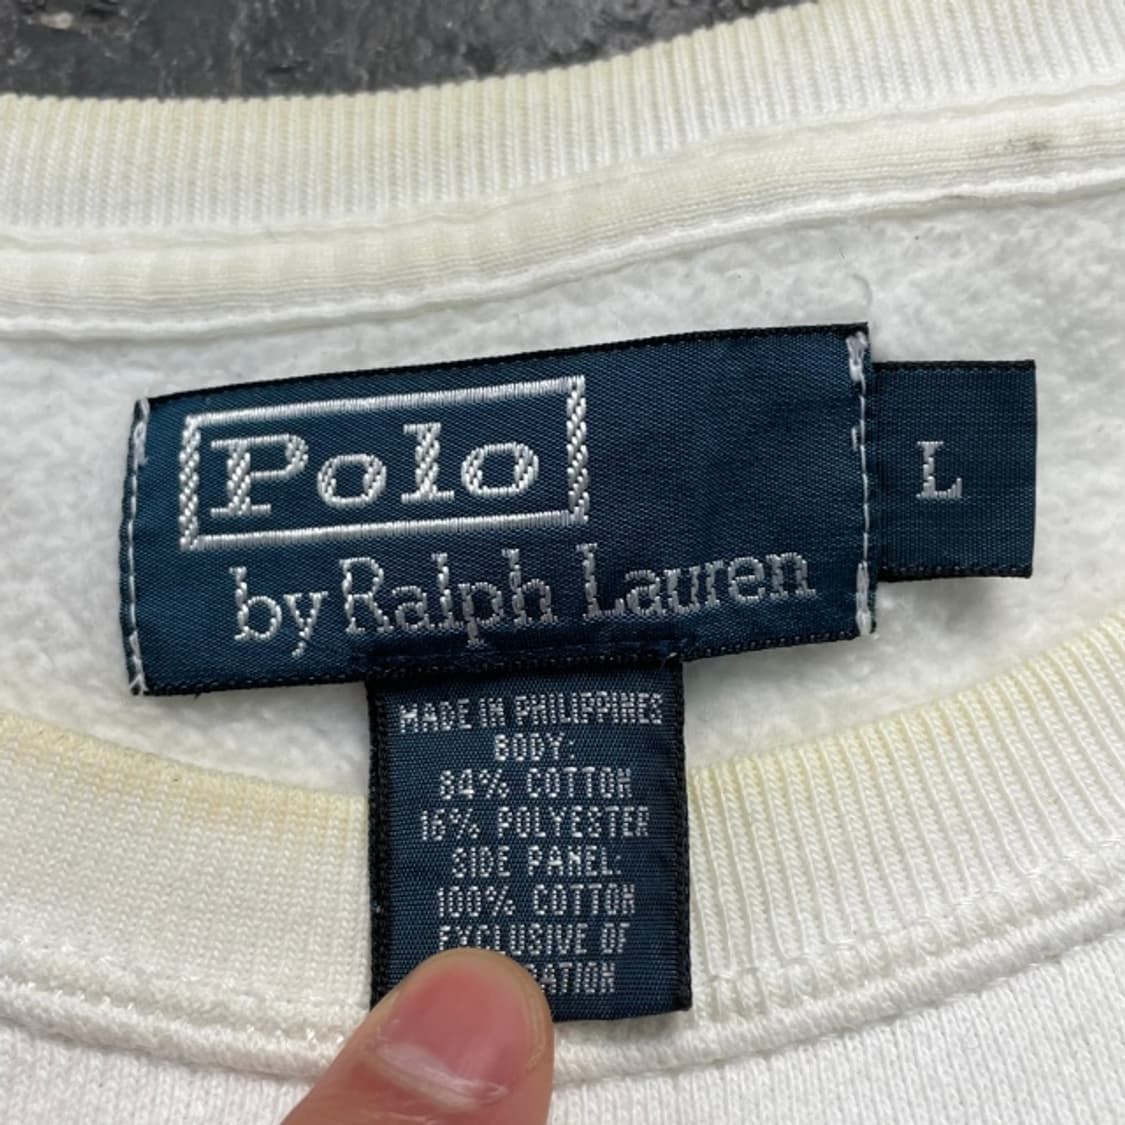 Polo
by Ralph Lauren
L
MADE IN PHILIPPINES
BODY:
84% COTTON
16% POLYESTER
SIDE PANEL:
100% COTTON
EXCLUSIVE OF